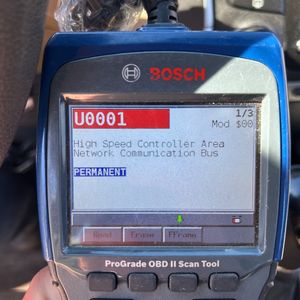 BOSCH
U0001
1/3
Mod $00
High Speed Controller Area
Network Communication Bus
PERMANENT
Read Erase FFrame
ProGrade OBD II Scan Tool